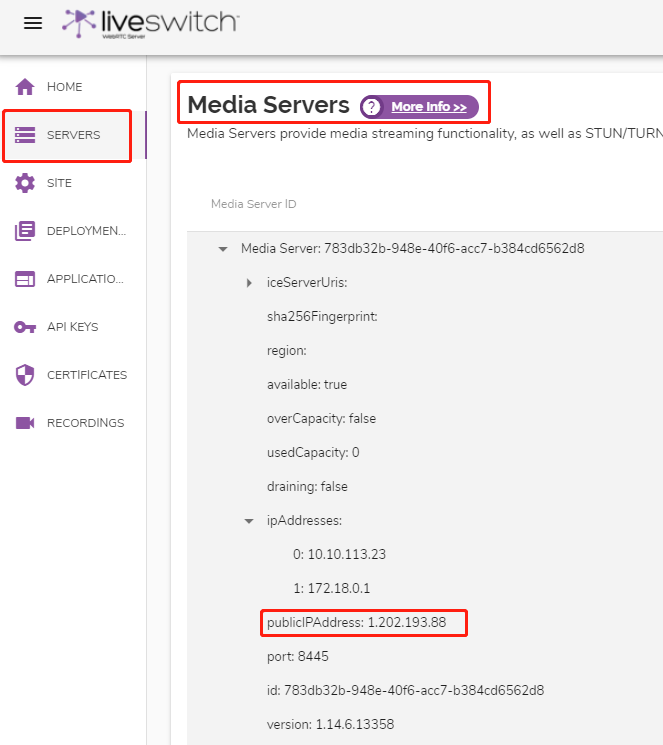 liveswitch
WebRTC Server
HOME
SERVERS
SITE
DEPLOYMEN...
APPLICATIO...
API KEYS
CERTIFICATES
RECORDINGS
Media Servers ? More Info >>
Media Servers provide media streaming functionality, as well as STUN/TURN
Media Server ID
Media Server: 783db32b-948e-40f6-acc7-b384cd6562d8
iceServerUris:
sha256Fingerprint:
region:
available: true
overCapacity: false
usedCapacity: 0
draining: false
ipAddresses:
0: 10.10.113.23
1: 172.18.0.1
publicIPAddress: 1.202.193.88
port: 8445
id: 783db32b-948e-40f6-acc7-b384cd6562d8
version: 1.14.6.13358